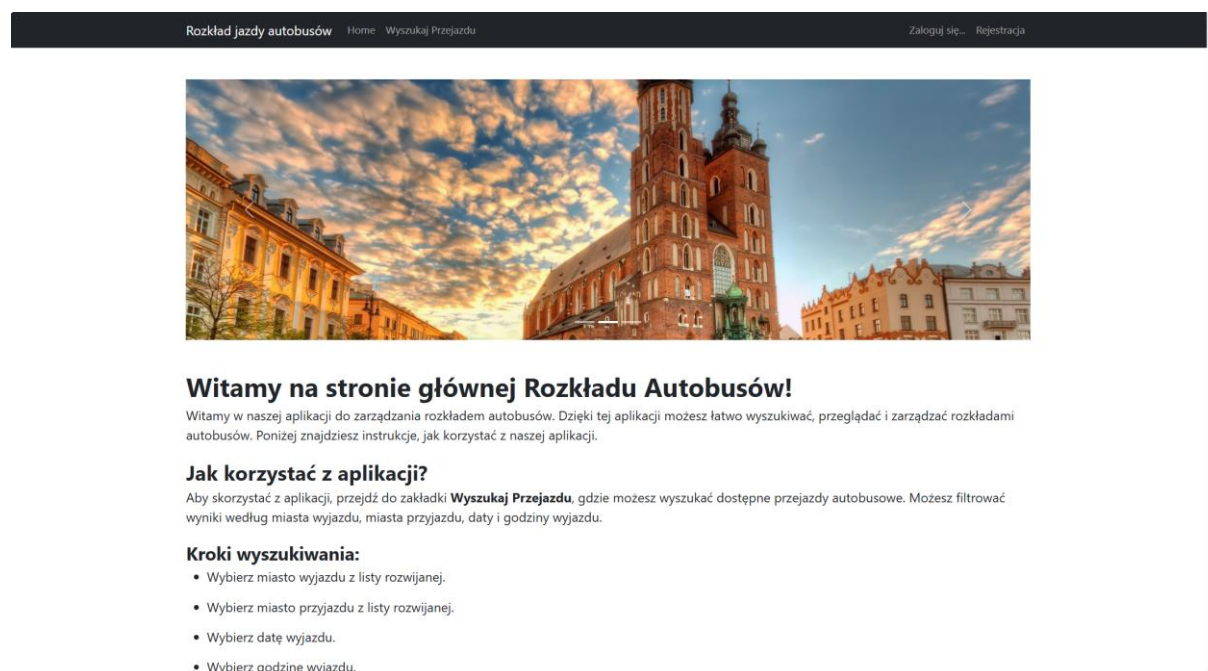 Rozkład jazdy autobusów Home Wyszukaj Przejazdu Zaloguj się... Rejestracja
Witamy na stronie głównej Rozkładu Autobusów!
Witamy w naszej aplikacji do zarządzania rozkładem autobusów. Dzięki tej aplikacji możesz łatwo wyszukiwać, przeglądać i zarządzać rozkładami
autobusów. Poniżej znajdziesz instrukcje, jak korzystać z naszej aplikacji.
Jak korzystać z aplikacji?
Aby skorzystać z aplikacji, przejdź do zakładki Wyszukaj Przejazdu, gdzie możesz wyszukać dostępne przejazdy autobusowe. Możesz filtrować
wyniki według miasta wyjazdu, miasta przyjazdu, daty i godziny wyjazdu.
Kroki wyszukiwania:
• Wybierz miasto wyjazdu z listy rozwijanej.
• Wybierz miasto przyjazdu z listy rozwijanej.
• Wybierz datę wyjazdu.
• Wybierz godzinę wyjazdu.